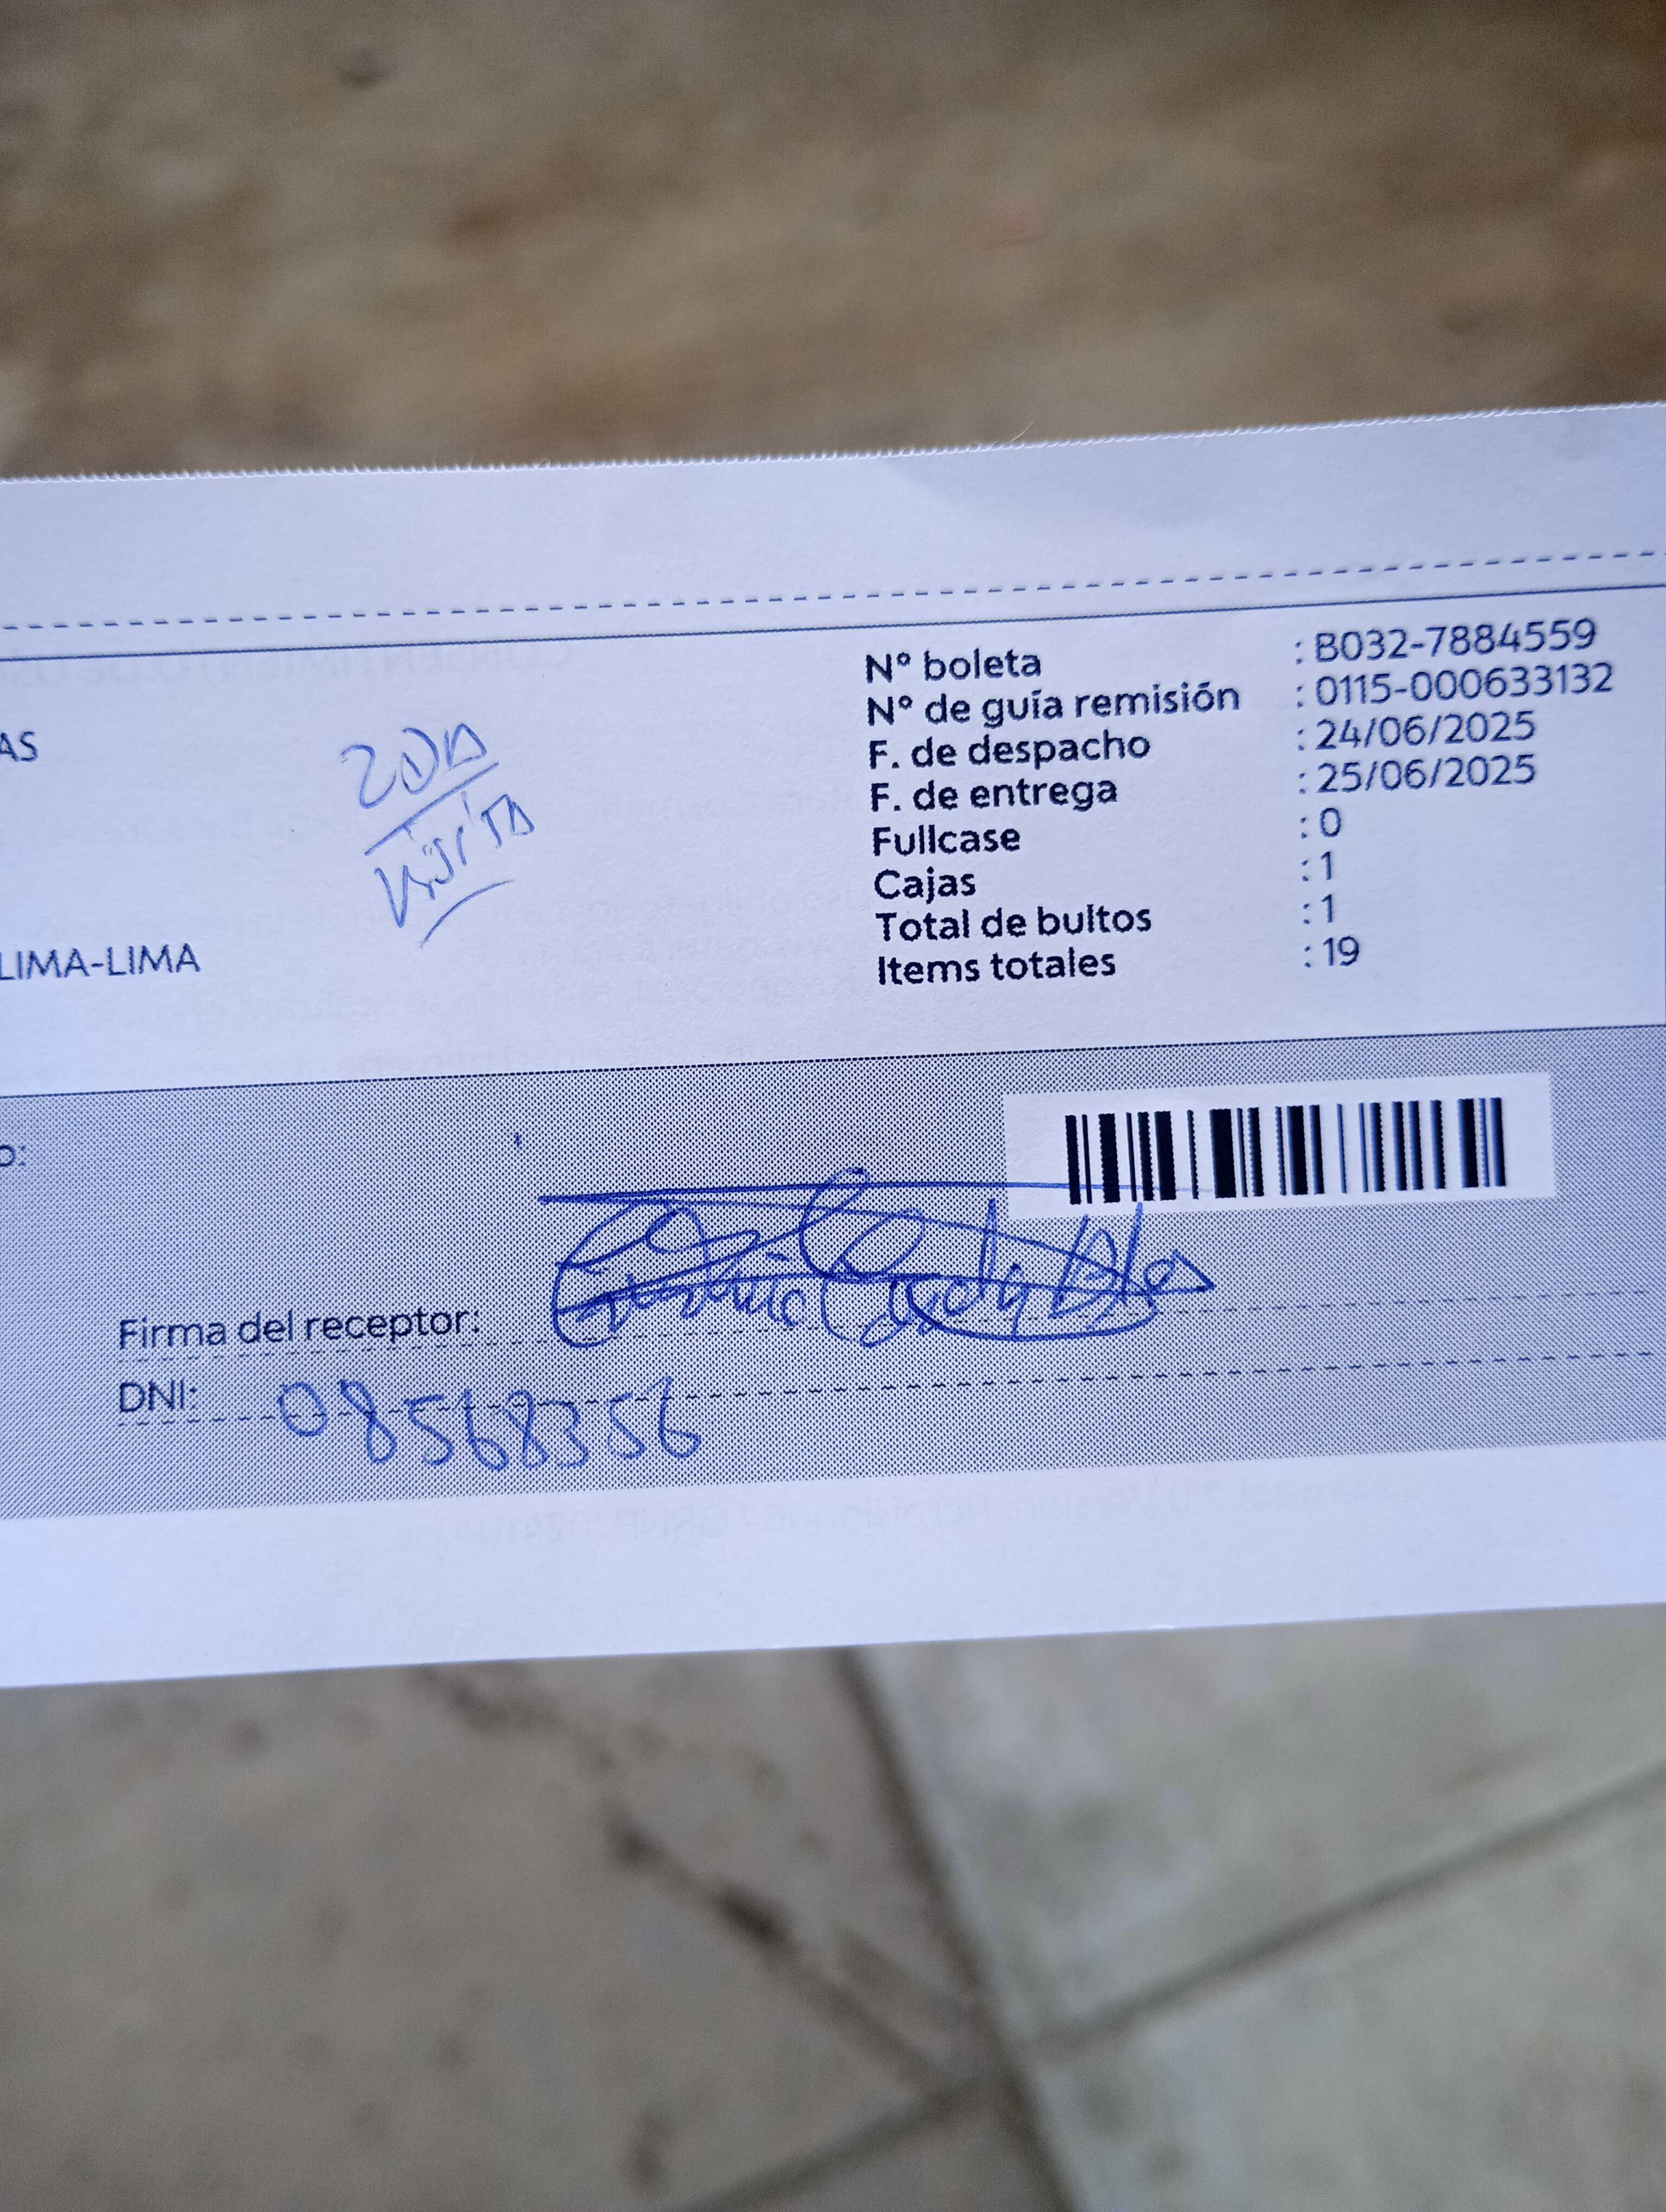 N° boleta : B032-7884559
N° de guía remisión : 0115-000633132
AS
F. de despacho : 24/06/2025
F. de entrega : 25/06/2025
2DA
VISITA
Fullcase : 0
Cajas : 1
Total de bultos : 1
LIMA-LIMA
Items totales : 19
o:
Firma del receptor:
DNI: 08568356